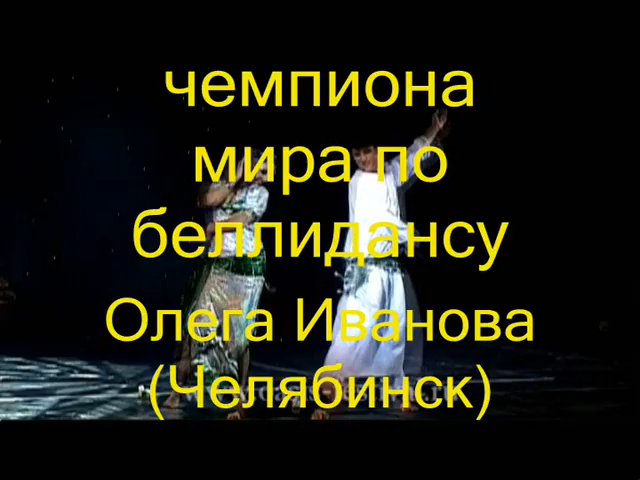 чемпиона
мира по
беллидансу
Олега Иванова
(Челябинск)